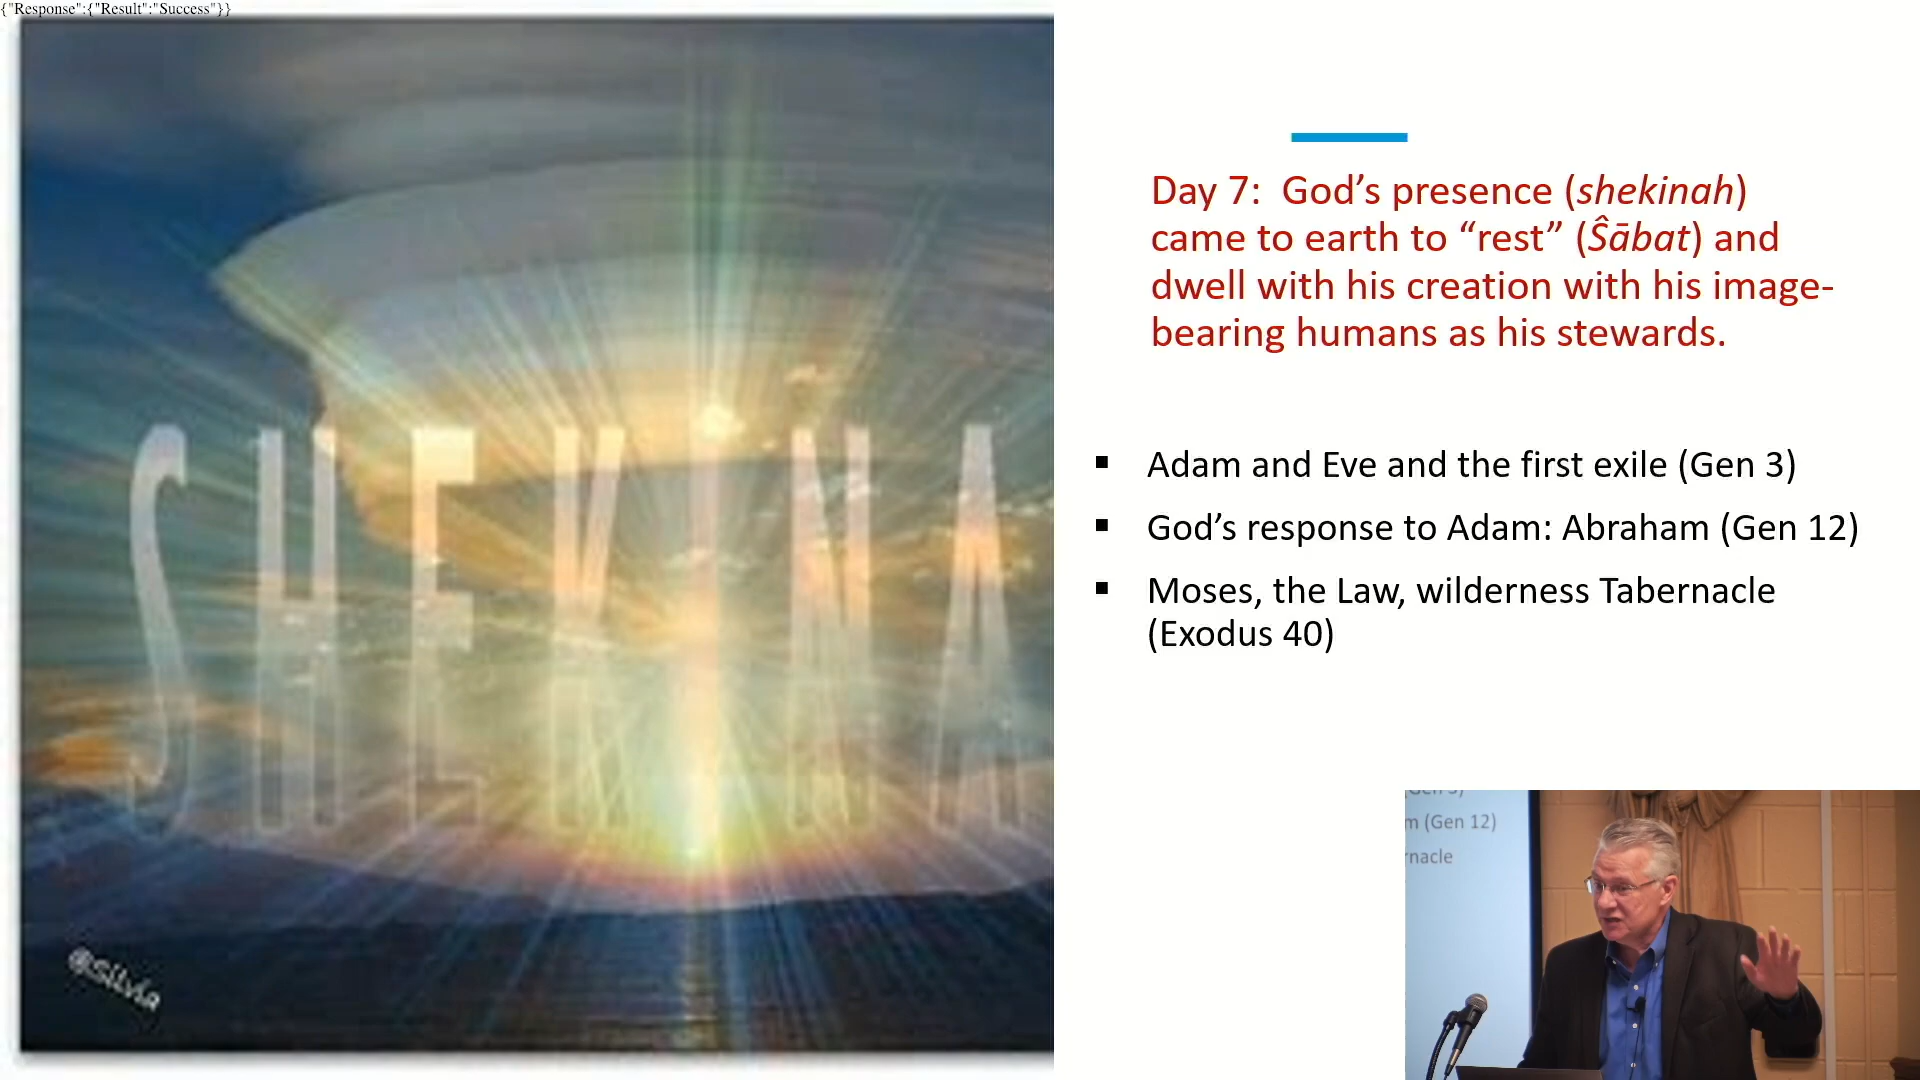 {"Response":{"Result":"Success"}}
SHEKINA
@Silvia
Day 7:  God’s presence (shekinah)
came to earth to “rest” (Ŝābat) and
dwell with his creation with his image-
bearing humans as his stewards.
▪ Adam and Eve and the first exile (Gen 3)
▪ God’s response to Adam: Abraham (Gen 12)
▪ Moses, the Law, wilderness Tabernacle
(Exodus 40)
(Gen 3)
m (Gen 12)
rnacle